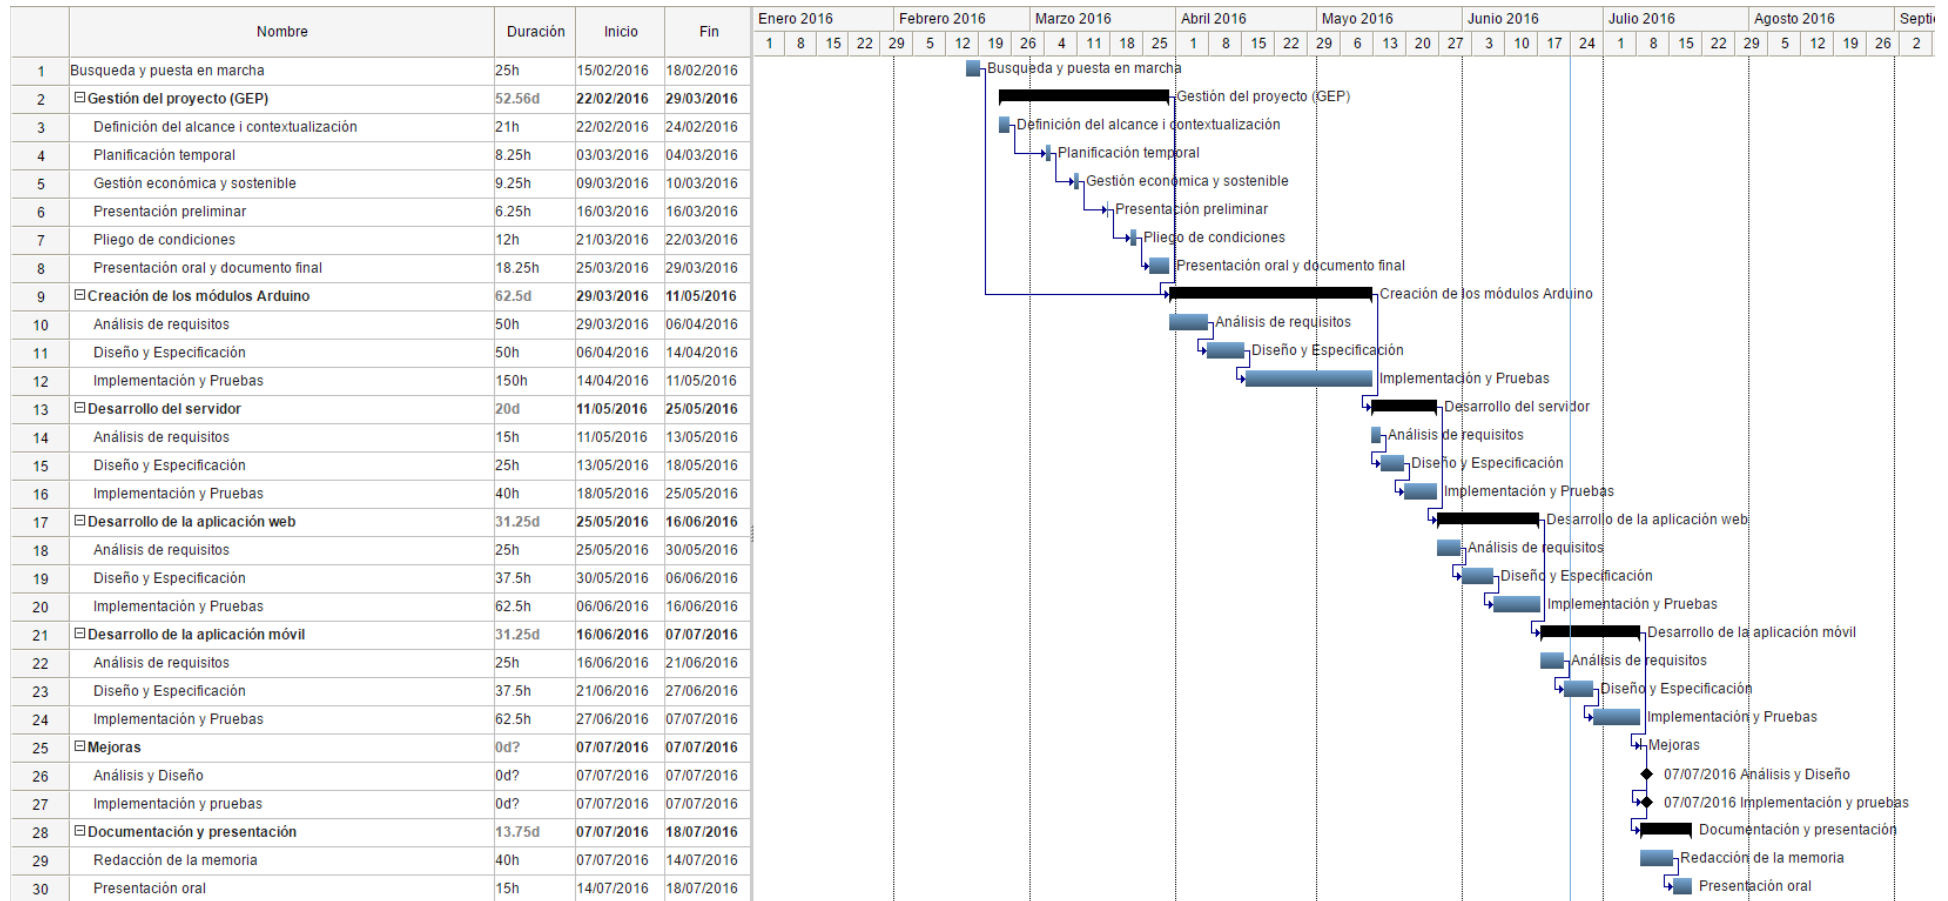 Nombre Duración Inicio Fin Enero 2016 Febrero 2016 Marzo 2016 Abril 2016 Mayo 2016 Junio 2016 Julio 2016 Agosto 2016 Septi
1 8 15 22 29 5 12 19 26 4 11 18 25 1 8 15 22 29 6 13 20 27 3 10 17 24 1 8 15 22 29 5 12 19 26 2
1 Busqueda y puesta en marcha 25h 15/02/2016 18/02/2016 Busqueda y puesta en marcha
2 Gestión del proyecto (GEP) 52.56d 22/02/2016 29/03/2016 Gestión del proyecto (GEP)
3 Definición del alcance i contextualización 21h 22/02/2016 24/02/2016 Definición del alcance i contextualización
4 Planificación temporal 8.25h 03/03/2016 04/03/2016 Planificación temporal
5 Gestión económica y sostenible 9.25h 09/03/2016 10/03/2016 Gestión económica y sostenible
6 Presentación preliminar 6.25h 16/03/2016 16/03/2016 Presentación preliminar
7 Pliego de condiciones 12h 21/03/2016 22/03/2016 Pliego de condiciones
8 Presentación oral y documento final 18.25h 25/03/2016 29/03/2016 Presentación oral y documento final
9 Creación de los módulos Arduino 62.5d 29/03/2016 11/05/2016 Creación de los módulos Arduino
10 Análisis de requisitos 50h 29/03/2016 06/04/2016 Análisis de requisitos
11 Diseño y Especificación 50h 06/04/2016 14/04/2016 Diseño y Especificación
12 Implementación y Pruebas 150h 14/04/2016 11/05/2016 Implementación y Pruebas
13 Desarrollo del servidor 20d 11/05/2016 25/05/2016 Desarrollo del servidor
14 Análisis de requisitos 15h 11/05/2016 13/05/2016 Análisis de requisitos
15 Diseño y Especificación 25h 13/05/2016 18/05/2016 Diseño y Especificación
16 Implementación y Pruebas 40h 18/05/2016 25/05/2016 Implementación y Pruebas
17 Desarrollo de la aplicación web 31.25d 25/05/2016 16/06/2016 Desarrollo de la aplicación web
18 Análisis de requisitos 25h 25/05/2016 30/05/2016 Análisis de requisitos
19 Diseño y Especificación 37.5h 30/05/2016 06/06/2016 Diseño y Especificación
20 Implementación y Pruebas 62.5h 06/06/2016 16/06/2016 Implementación y Pruebas
21 Desarrollo de la aplicación móvil 31.25d 16/06/2016 07/07/2016 Desarrollo de la aplicación móvil
22 Análisis de requisitos 25h 16/06/2016 21/06/2016 Análisis de requisitos
23 Diseño y Especificación 37.5h 21/06/2016 27/06/2016 Diseño y Especificación
24 Implementación y Pruebas 62.5h 27/06/2016 07/07/2016 Implementación y Pruebas
25 Mejoras 0d? 07/07/2016 07/07/2016 Mejoras
26 Análisis y Diseño 0d? 07/07/2016 07/07/2016 07/07/2016 Análisis y Diseño
27 Implementación y pruebas 0d? 07/07/2016 07/07/2016 07/07/2016 Implementación y pruebas
28 Documentación y presentación 13.75d 07/07/2016 18/07/2016 Documentación y presentación
29 Redacción de la memoria 40h 07/07/2016 14/07/2016 Redacción de la memoria
30 Presentación oral 15h 14/07/2016 18/07/2016 Presentación oral